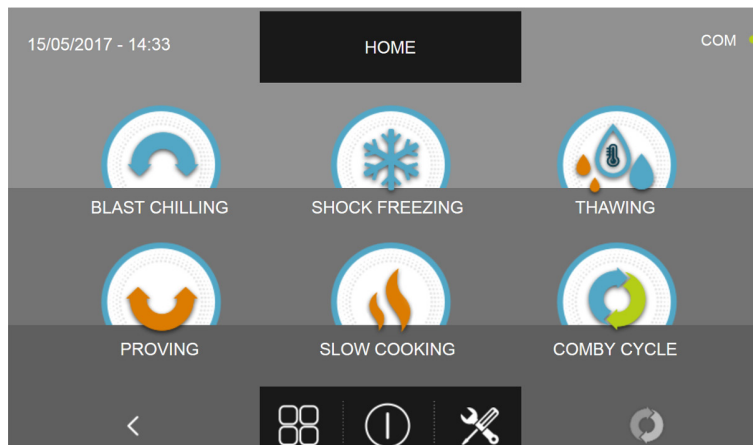 15/05/2017 - 14:33
HOME
COM
BLAST CHILLING
SHOCK FREEZING
THAWING
PROVING
SLOW COOKING
COMBY CYCLE